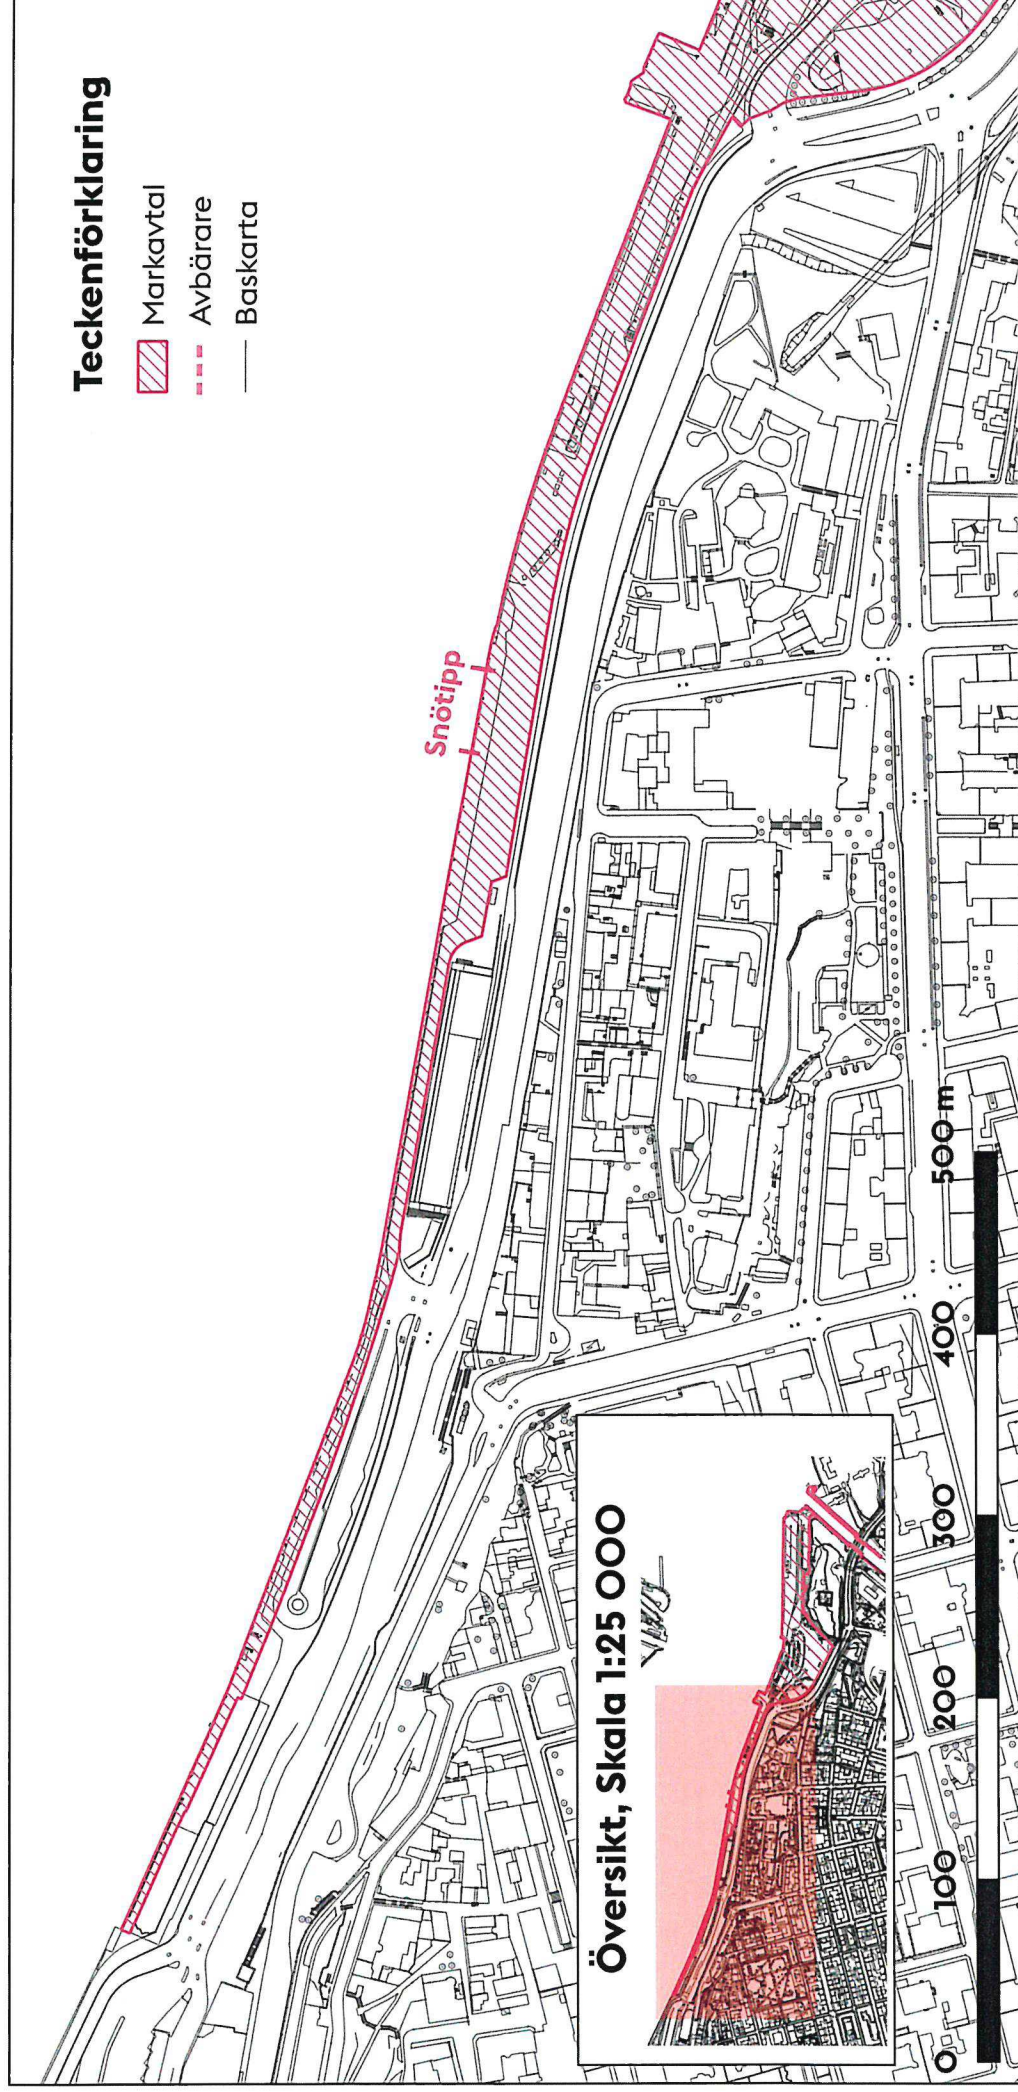 Teckenförklaring
Markavtal
Avbärare
Baskarta
Snötipp
Översikt, Skala 1:25 000
0 100 200 300 400 500 m